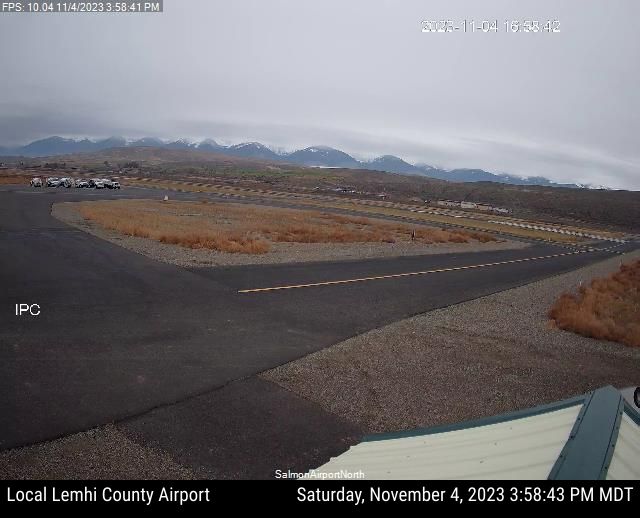 FPS: 10.04 11/4/2023 3:58:41 PM
2023-11-04 16:58:42
IPC
SalmonAirportNorth
Local Lemhi County Airport Saturday, November 4, 2023 3:58:43 PM MDT